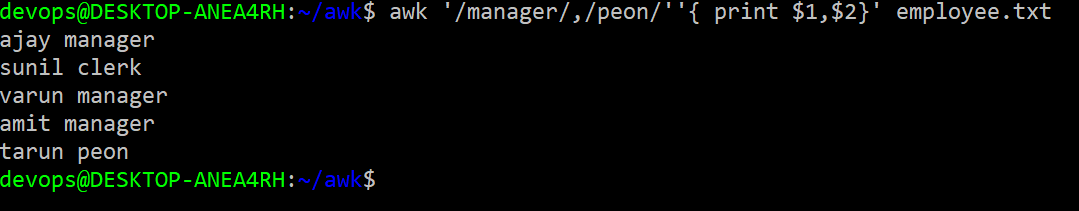 devops@DESKTOP-ANEA4RH:~/awk$ awk '/manager/,/peon/''{ print $1,$2}' employee.txt
ajay manager
sunil clerk
varun manager
amit manager
tarun peon
devops@DESKTOP-ANEA4RH:~/awk$